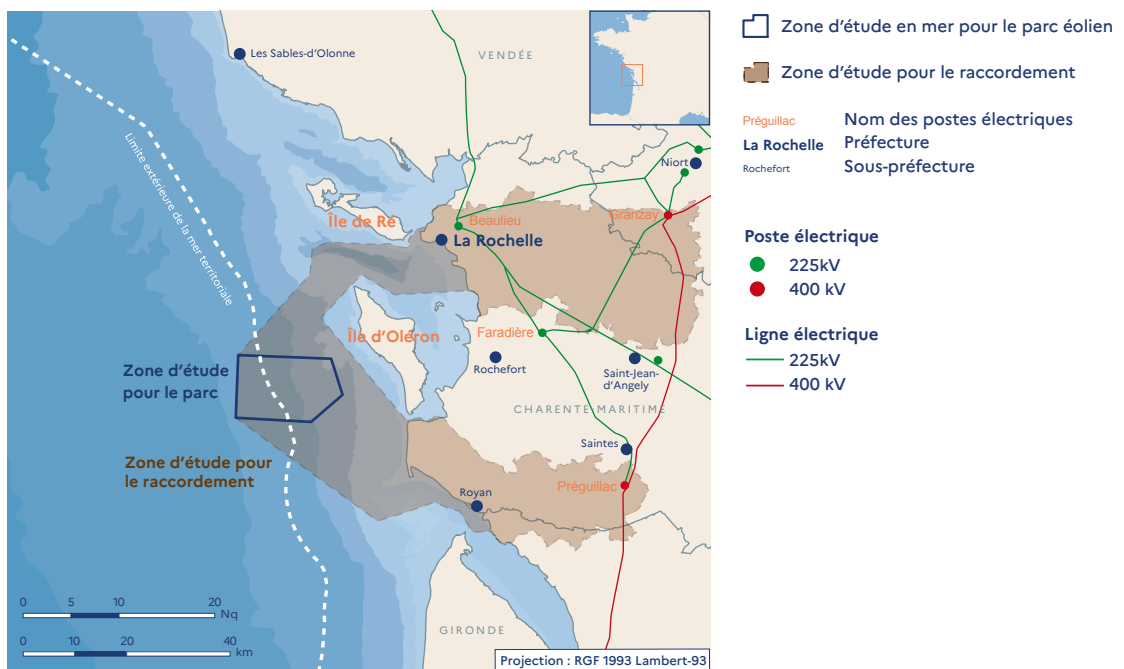 Les Sables-d'Olonne
VENDÉE
Limite extérieure de la mer territoriale
Niort
Île de Ré
Beaulieu
Granzay
La Rochelle
Île d'Oléron
Faradière
Rochefort
Saint-Jean-
d'Angely
Zone d'étude
pour le parc
CHARENTE-MARITIME
Saintes
Zone d'étude pour
le raccordement
Royan
Préguillac
GIRONDE
0 5 10 20
Nq
0 10 20 40
km
Projection : RGF 1993 Lambert-93
Zone d'étude en mer pour le parc éolien
Zone d'étude pour le raccordement
Préguillac Nom des postes électriques
La Rochelle Préfecture
Rochefort Sous-préfecture
Poste électrique
225kV
400 kV
Ligne électrique
225kV
400 kV